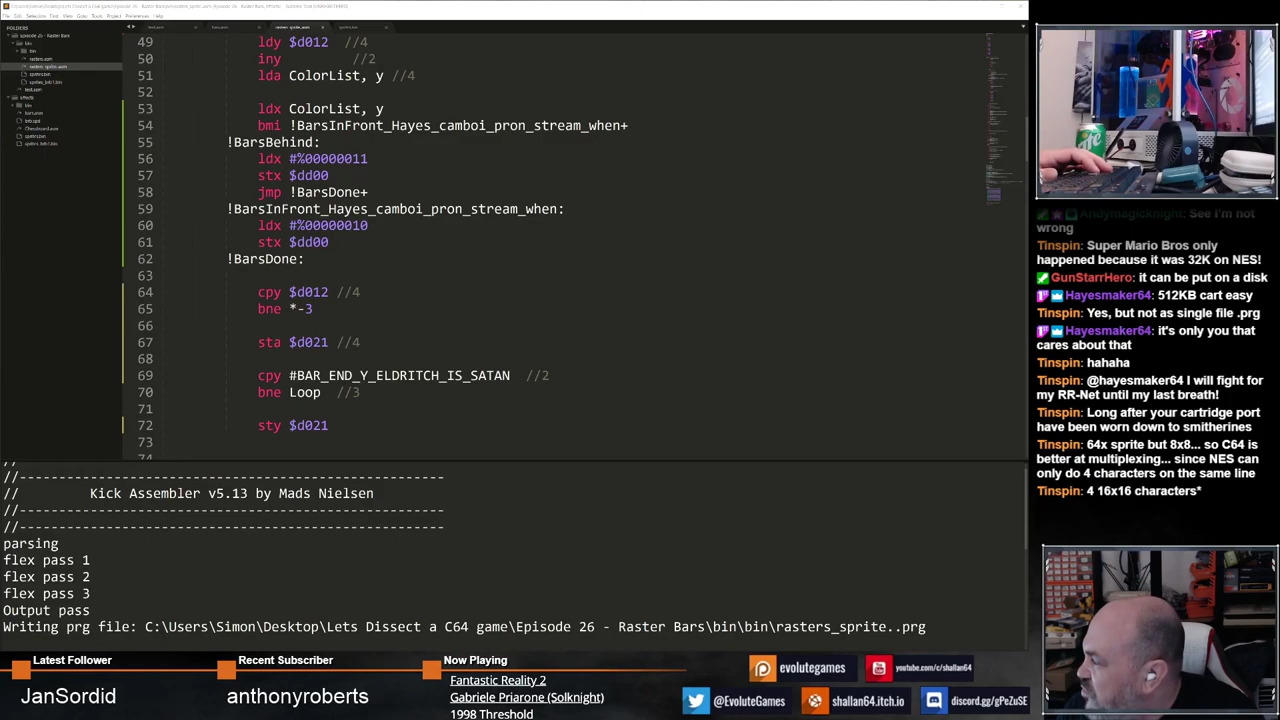 FOLDERS
49 ldy $d012 //4
50 iny //2
51 lda ColorList, y //4
52
53 ldx ColorList, y
54 bmi !BarsInFront_Hayes_camboi_pron_stream_when+
55 !BarsBehind:
56 ldx #%00000011
57 stx $dd00
58 jmp !BarsDone+
59 !BarsInFront_Hayes_camboi_pron_stream_when:
60 ldx #%00000010
61 stx $dd00
62 !BarsDone:
63
64 cpy $d012 //4
65 bne *-3
66
67 sta $d021 //4
68
69 cpy #BAR_END_Y_ELDRITCH_IS_SATAN //2
70 bne Loop //3
71
72 sty $d021
73
74
//
//------------------------------------------------------
// Kick Assembler v5.13 by Mads Nielsen
//------------------------------------------------------
//------------------------------------------------------
parsing
flex pass 1
flex pass 2
flex pass 3
Output pass
Writing prg file: C:\Users\Simon\Desktop\Lets Dissect a C64 game\Episode 26 - Raster Bars\bin\bin\rasters_sprite..prg
Andymagicknight: See I'm not
wrong
Tinspin: Super Mario Bros only
happened because it was 32K on NES!
GunStarrHero: it can be put on a disk
Hayesmaker64: 512KB cart easy
Tinspin: Yes, but not as single file .prg
Hayesmaker64: it's only you that
cares about that
Tinspin: hahaha
Tinspin: @hayesmaker64 I will fight for
my RR-Net until my last breath!
Tinspin: Long after your cartridge port
have been worn down to smitherines
Tinspin: 64x sprite but 8x8... so C64 is
better at multiplexing... since NES can
only do 4 characters on the same line
Tinspin: 4 16x16 characters*
Latest Follower
JanSordid
Recent Subscriber
anthonyroberts
Now Playing
Fantastic Reality 2
Gabriele Priarone (Solknight)
1998 Threshold
evolutegames
youtube.com/c/shallan64
@EvoluteGames
shallan64.itch.io
discord.gg/gPeZuSE